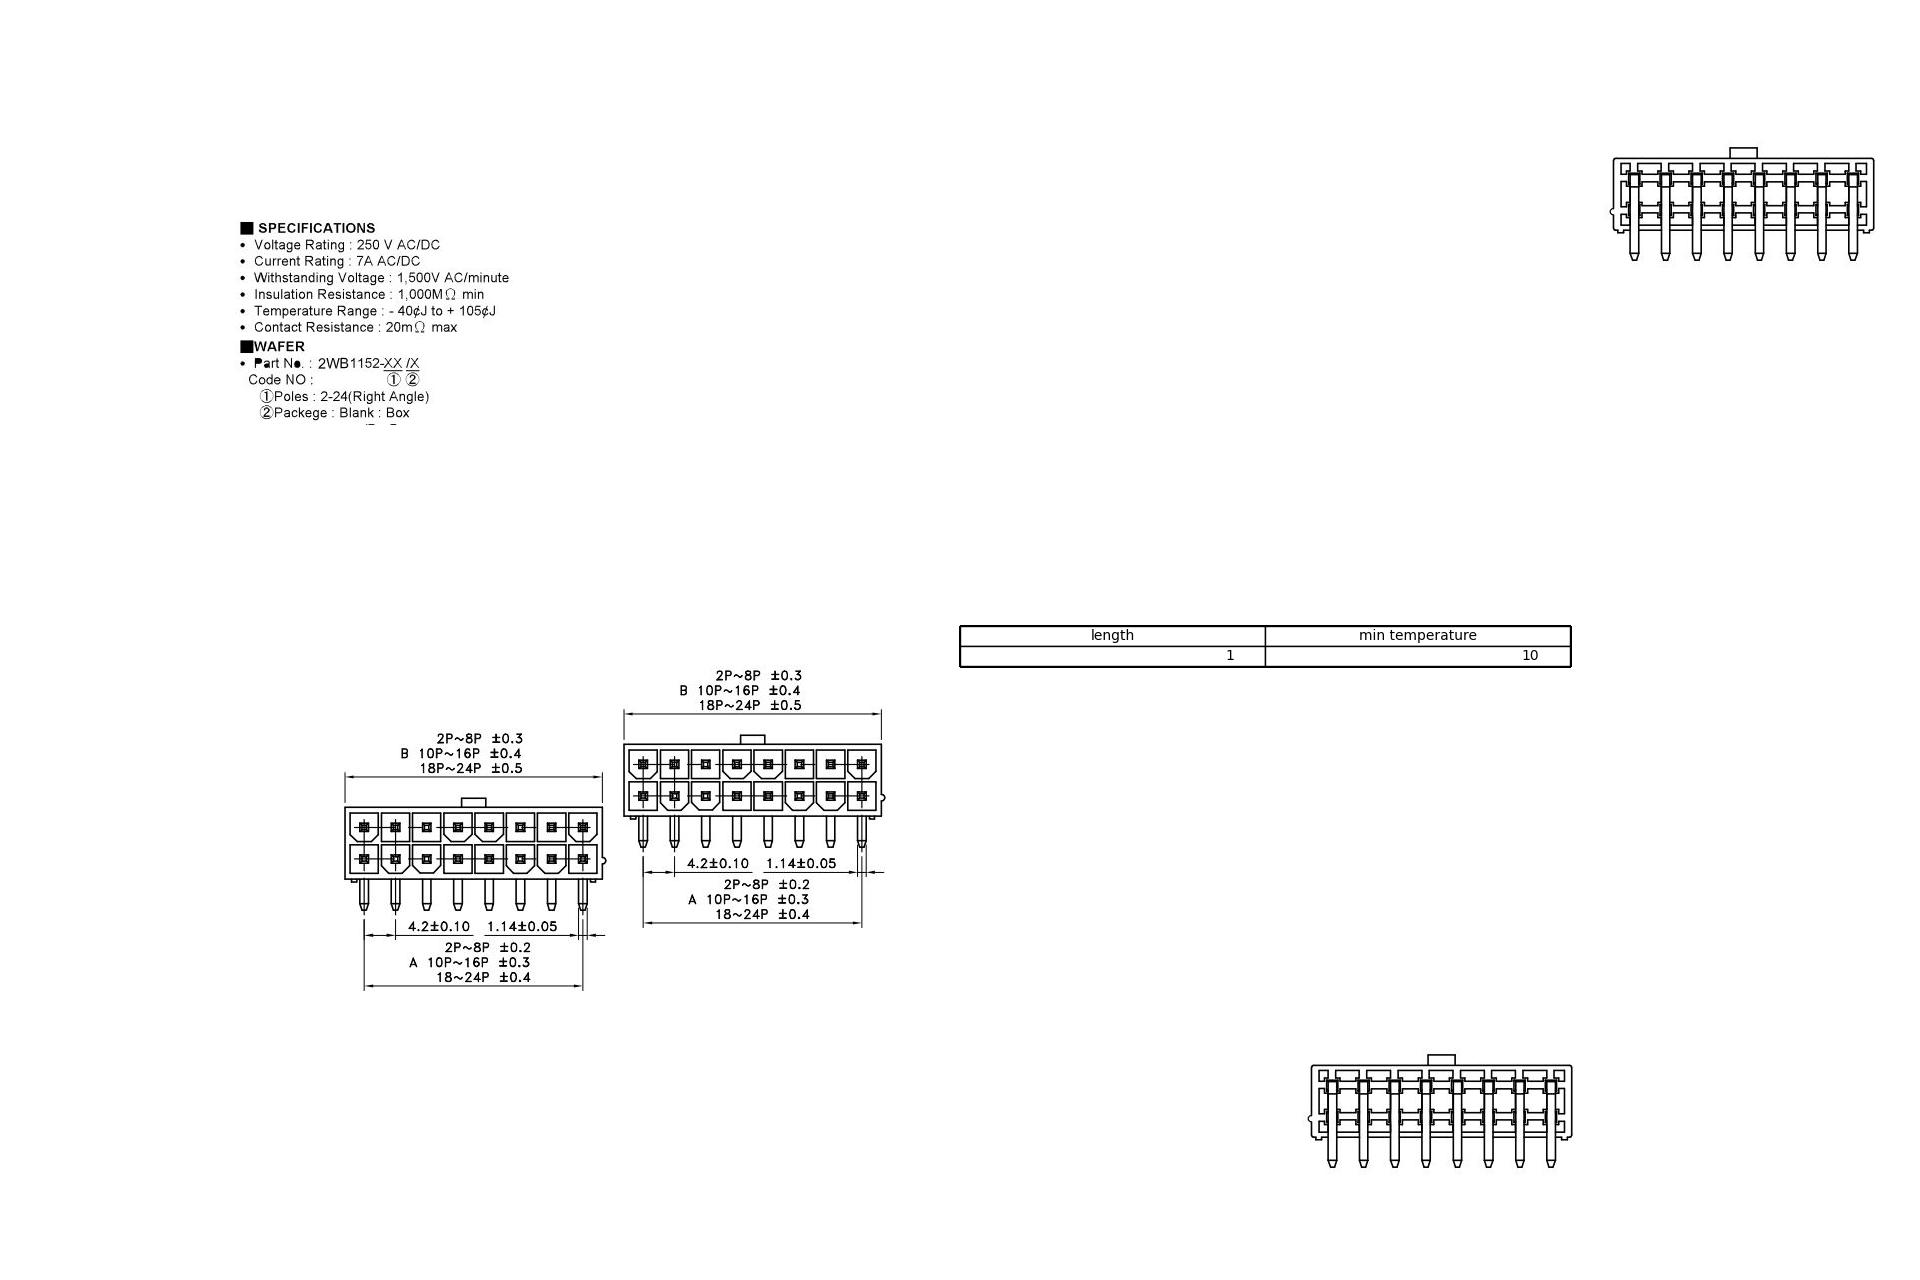 ■ SPECIFICATIONS
• Voltage Rating : 250 V AC/DC
• Current Rating : 7A AC/DC
• Withstanding Voltage : 1,500V AC/minute
• Insulation Resistance : 1,000MΩ min
• Temperature Range : - 40¢J to + 105¢J
• Contact Resistance : 20mΩ max
■WAFER
• Part No. : 2WB1152-XX /X
Code NO : ① ②
①Poles : 2-24(Right Angle)
②Packege : Blank : Box
length min temperature
1 10
2P~8P ±0.3
B 10P~16P ±0.4
18P~24P ±0.5
4.2±0.10 1.14±0.05
2P~8P ±0.2
A 10P~16P ±0.3
18~24P ±0.4
2P~8P ±0.3
B 10P~16P ±0.4
18P~24P ±0.5
4.2±0.10 1.14±0.05
2P~8P ±0.2
A 10P~16P ±0.3
18~24P ±0.4